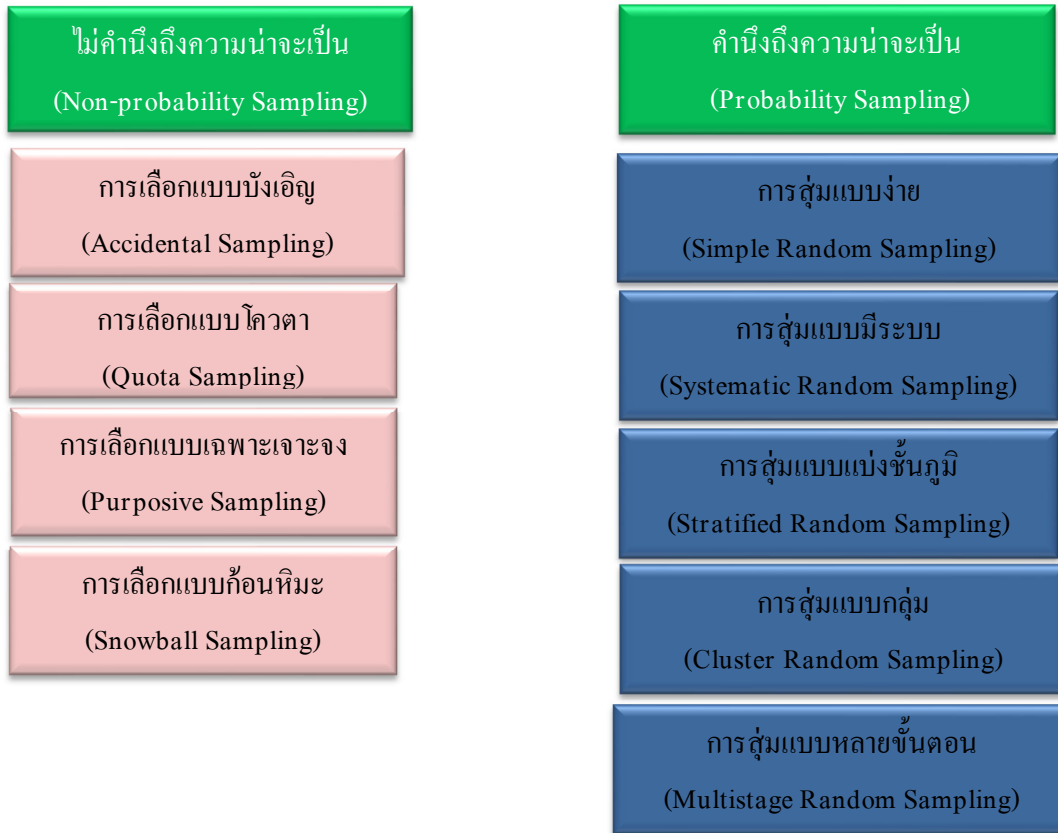 ไม่คำนึงถึงความน่าจะเป็น
(Non-probability Sampling)
การเลือกแบบบังเอิญ
(Accidental Sampling)
การเลือกแบบโควตา
(Quota Sampling)
การเลือกแบบเฉพาะเจาะจง
(Purposive Sampling)
การเลือกแบบก้อนหิมะ
(Snowball Sampling)
คำนึงถึงความน่าจะเป็น
(Probability Sampling)
การสุ่มแบบง่าย
(Simple Random Sampling)
การสุ่มแบบมีระบบ
(Systematic Random Sampling)
การสุ่มแบบแบ่งชั้นภูมิ
(Stratified Random Sampling)
การสุ่มแบบกลุ่ม
(Cluster Random Sampling)
การสุ่มแบบหลายขั้นตอน
(Multistage Random Sampling)